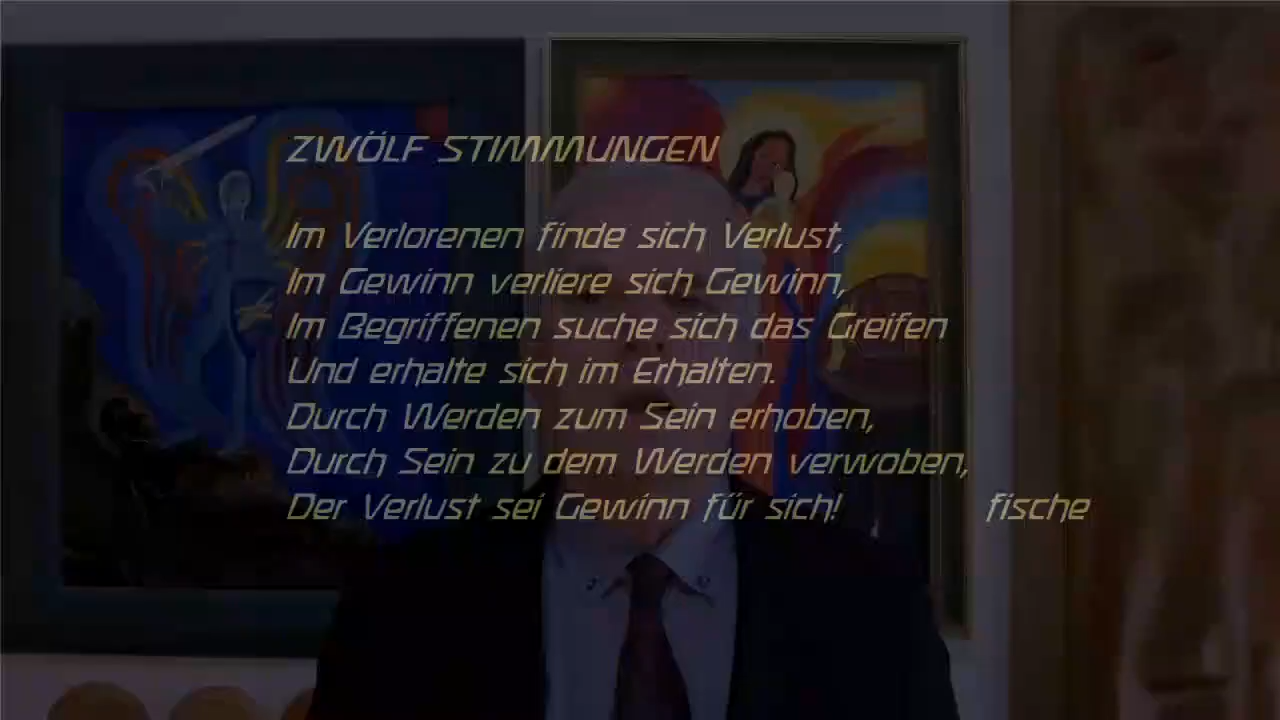 ZWÖLF STIMMUNGEN
Im Verlorenen finde sich Verlust,
Im Gewinn verliere sich Gewinn,
Im Begriffenen suche sich das Greifen
Und erhalte sich im Erhalten.
Durch Werden zum Sein erhoben,
Durch Sein zu dem Werden verwoben,
Der Verlust sei Gewinn für sich! fische